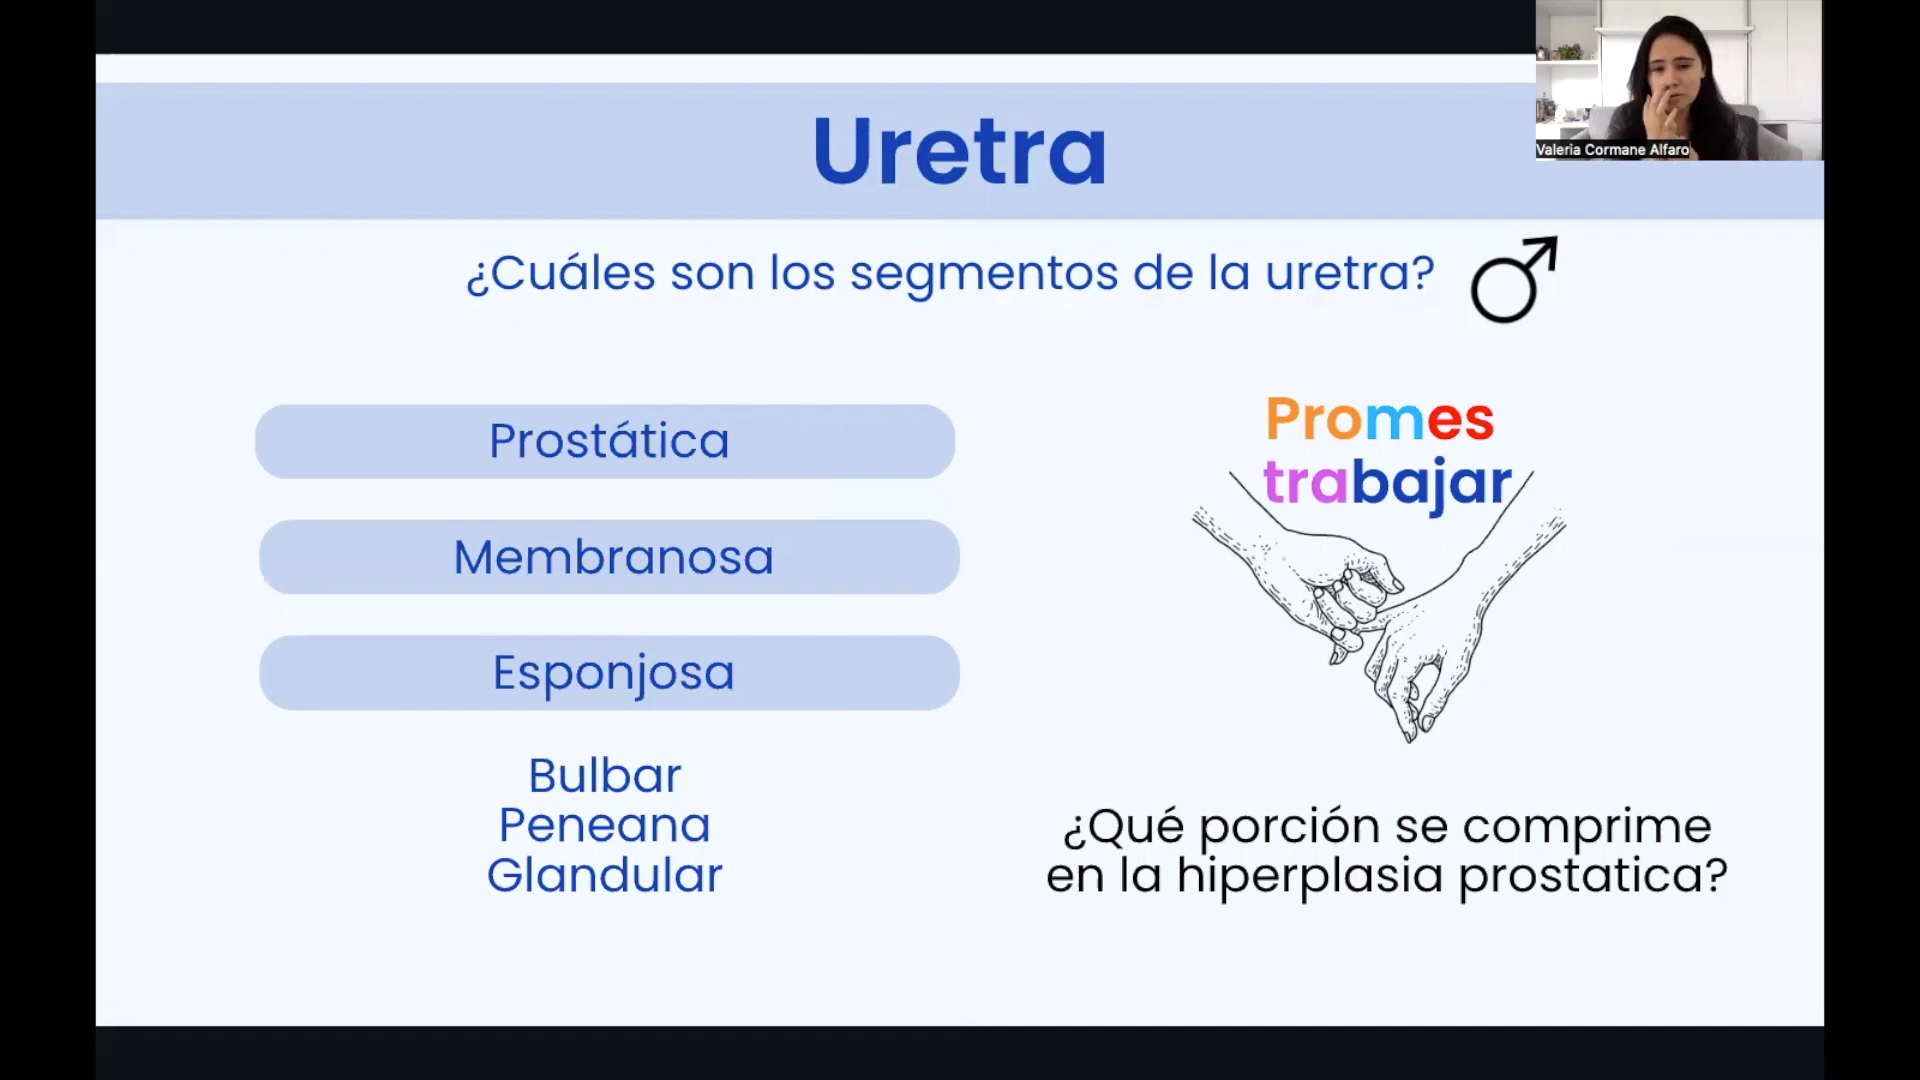 Uretra
Valeria Cormane Alfaro
¿Cuáles son los segmentos de la uretra?
Prostática
Membranosa
Esponjosa
Bulbar
Peneana
Glandular
Promes
trabajar
¿Qué porción se comprime
en la hiperplasia prostatica?